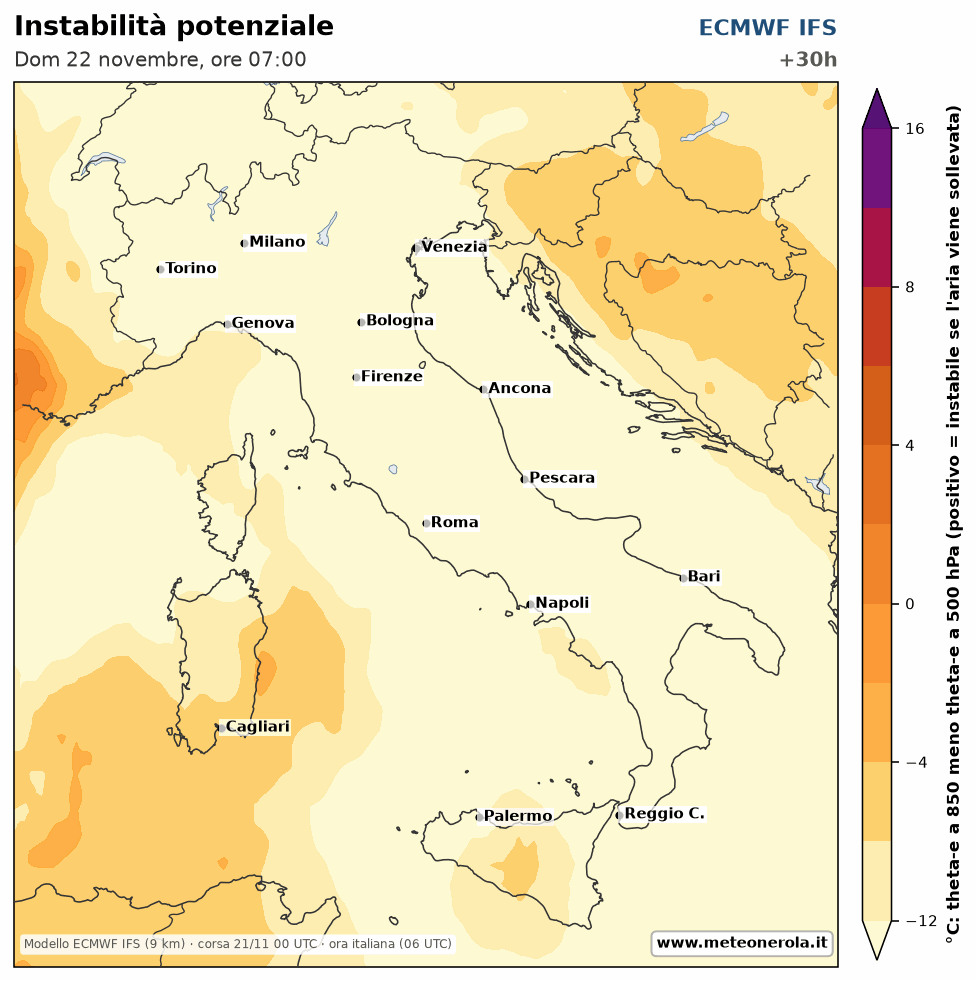 Instabilità potenziale
ECMWF IFS
Dom 22 novembre, ore 07:00
+30h
Milano
Venezia
Torino
Genova
Bologna
Firenze
Ancona
Pescara
Roma
Bari
Napoli
Cagliari
Palermo
Reggio C.
16
8
4
0
−4
−12
°C: theta-e a 850 meno theta-e a 500 hPa (positivo = instabile se l'aria viene sollevata)
Modello ECMWF IFS (9 km) · corsa 21/11 00 UTC · ora italiana (06 UTC)
www.meteonerola.it